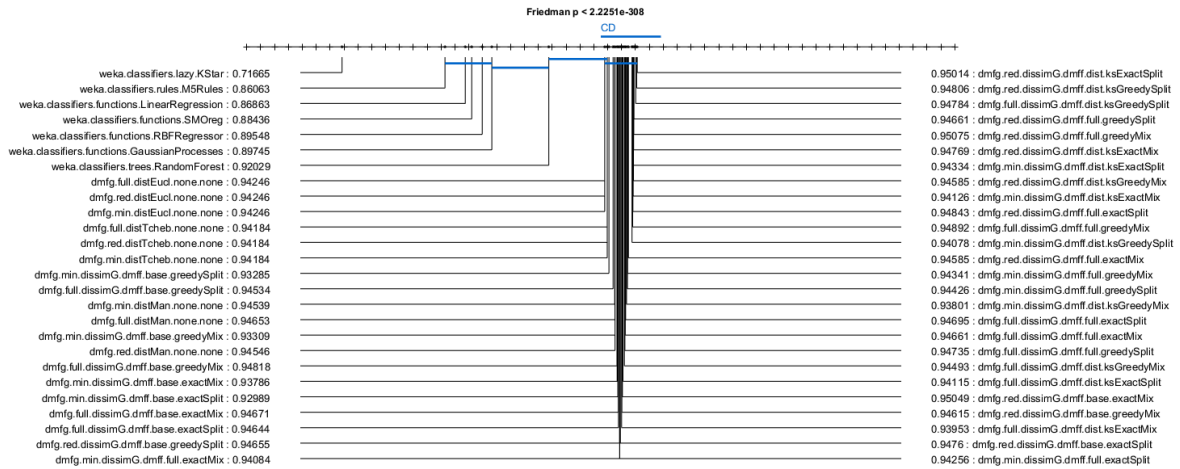 Friedman p < 2.2251e-308
CD
weka.classifiers.lazy.KStar : 0.71665
weka.classifiers.rules.M5Rules : 0.86063
weka.classifiers.functions.LinearRegression : 0.86863
weka.classifiers.functions.SMOreg : 0.88436
weka.classifiers.functions.RBFRegressor : 0.89548
weka.classifiers.functions.GaussianProcesses : 0.89745
weka.classifiers.trees.RandomForest : 0.92029
dmfg.full.distEucl.none.none : 0.94246
dmfg.red.distEucl.none.none : 0.94246
dmfg.min.distEucl.none.none : 0.94246
dmfg.full.distTcheb.none.none : 0.94184
dmfg.red.distTcheb.none.none : 0.94184
dmfg.min.distTcheb.none.none : 0.94184
dmfg.min.dissimG.dmff.base.greedySplit : 0.93285
dmfg.full.dissimG.dmff.base.greedySplit : 0.94534
dmfg.min.distMan.none.none : 0.94539
dmfg.full.distMan.none.none : 0.94653
dmfg.min.dissimG.dmff.base.greedyMix : 0.93309
dmfg.red.distMan.none.none : 0.94546
dmfg.full.dissimG.dmff.base.greedyMix : 0.94818
dmfg.min.dissimG.dmff.base.exactMix : 0.93786
dmfg.min.dissimG.dmff.base.exactSplit : 0.92989
dmfg.full.dissimG.dmff.base.exactMix : 0.94671
dmfg.full.dissimG.dmff.base.exactSplit : 0.94644
dmfg.red.dissimG.dmff.base.greedySplit : 0.94655
dmfg.min.dissimG.dmff.full.exactMix : 0.94084
0.95014 : dmfg.red.dissimG.dmff.dist.ksExactSplit
0.94806 : dmfg.red.dissimG.dmff.dist.ksGreedySplit
0.94784 : dmfg.full.dissimG.dmff.dist.ksGreedySplit
0.94661 : dmfg.red.dissimG.dmff.full.greedySplit
0.95075 : dmfg.red.dissimG.dmff.full.greedyMix
0.94769 : dmfg.red.dissimG.dmff.dist.ksExactMix
0.94334 : dmfg.min.dissimG.dmff.dist.ksExactSplit
0.94585 : dmfg.red.dissimG.dmff.dist.ksGreedyMix
0.94126 : dmfg.min.dissimG.dmff.dist.ksExactMix
0.94843 : dmfg.red.dissimG.dmff.full.exactSplit
0.94892 : dmfg.full.dissimG.dmff.full.greedyMix
0.94078 : dmfg.min.dissimG.dmff.dist.ksGreedySplit
0.94585 : dmfg.red.dissimG.dmff.full.exactMix
0.94341 : dmfg.min.dissimG.dmff.full.greedyMix
0.94426 : dmfg.min.dissimG.dmff.full.greedySplit
0.93801 : dmfg.min.dissimG.dmff.dist.ksGreedyMix
0.94695 : dmfg.full.dissimG.dmff.full.exactSplit
0.94661 : dmfg.full.dissimG.dmff.full.exactMix
0.94735 : dmfg.full.dissimG.dmff.full.greedySplit
0.94493 : dmfg.full.dissimG.dmff.dist.ksGreedyMix
0.94115 : dmfg.full.dissimG.dmff.dist.ksExactSplit
0.95049 : dmfg.red.dissimG.dmff.base.exactMix
0.94615 : dmfg.red.dissimG.dmff.base.greedyMix
0.93953 : dmfg.full.dissimG.dmff.dist.ksExactMix
0.9476 : dmfg.red.dissimG.dmff.base.exactSplit
0.94256 : dmfg.min.dissimG.dmff.full.exactSplit